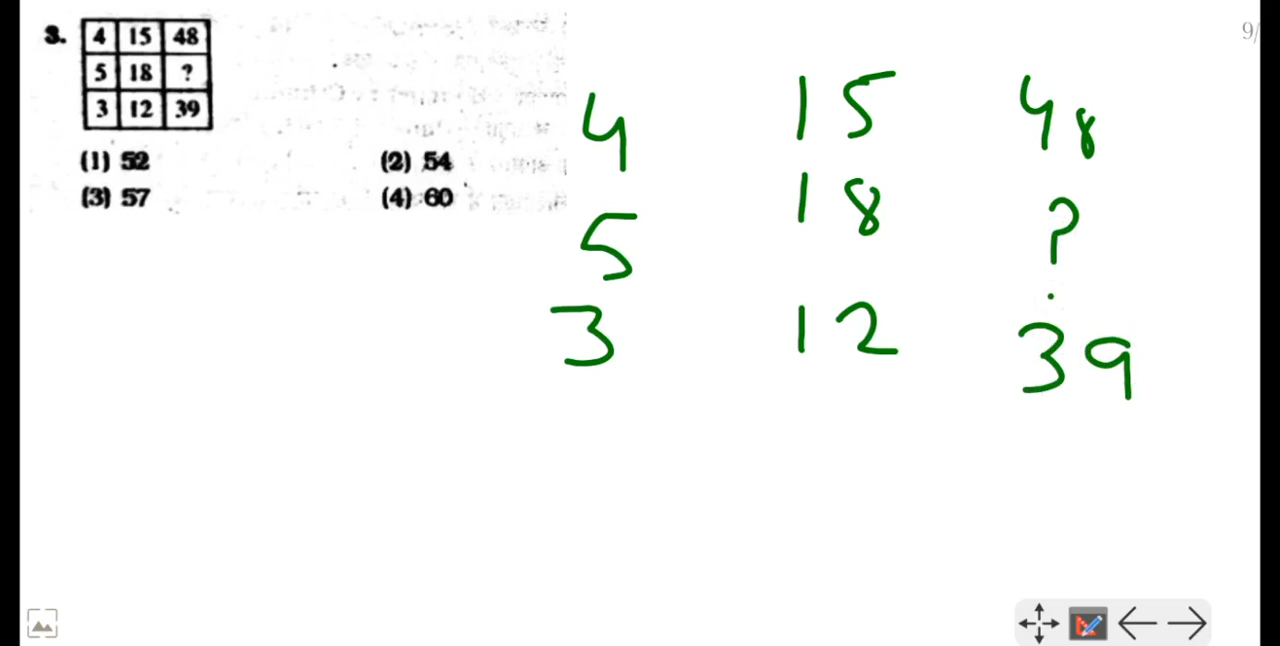 3. 4 15 48
5 18 ?
3 12 39
(1) 52 (2) 54
(3) 57 (4) 60
4 15 48
5 18 ?
3 12 39
9/